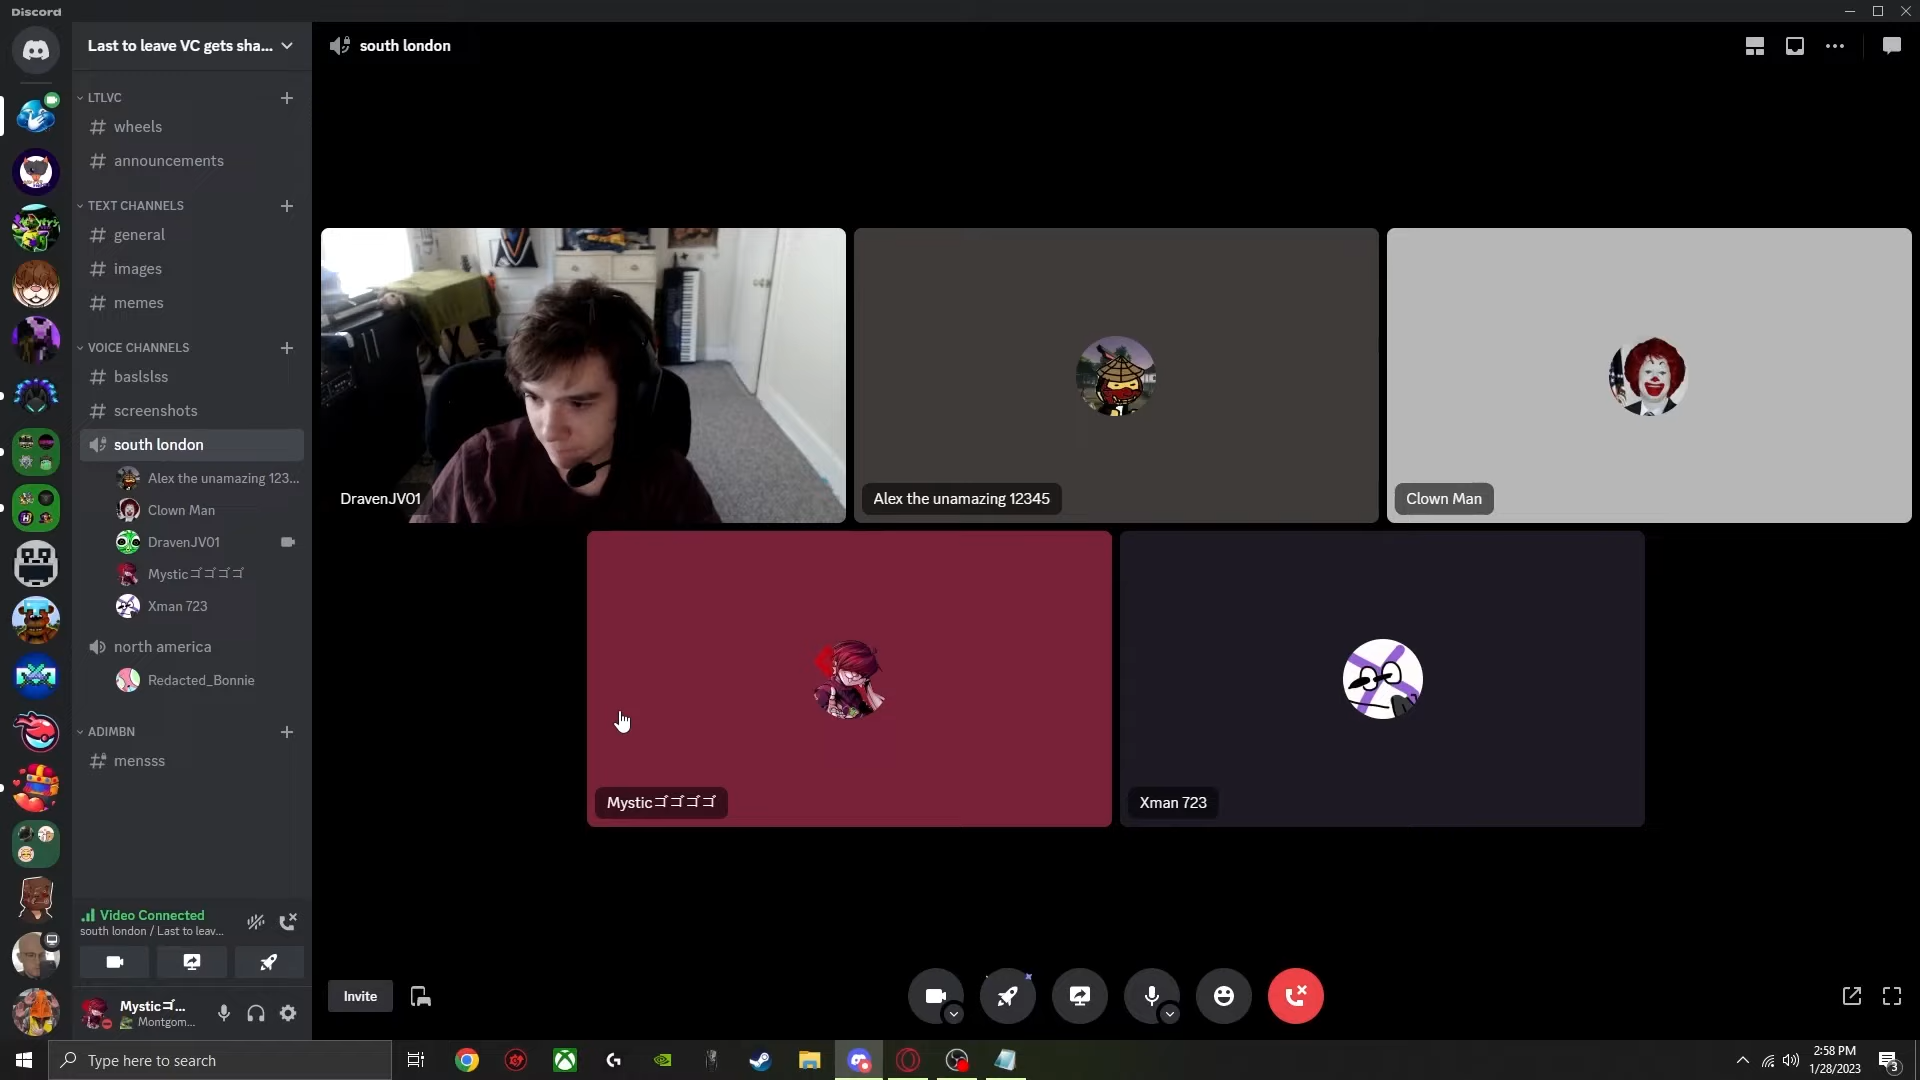 Discord
Last to leave VC gets sha...
south london
LTLVC
wheels
announcements
TEXT CHANNELS
general
images
memes
VOICE CHANNELS
baslslss
screenshots
south london
Alex the unamazing 123...
Clown Man
DravenJV01
Mysticゴゴゴゴ
Xman 723
north america
Redacted_Bonnie
ADIMBN
mensss
DravenJV01
Alex the unamazing 12345
Clown Man
Mysticゴゴゴゴ
Xman 723
Video Connected
south london / Last to leav...
Mysticゴ...
Montgom...
Invite
Type here to search
2:58 PM
1/28/2023
3